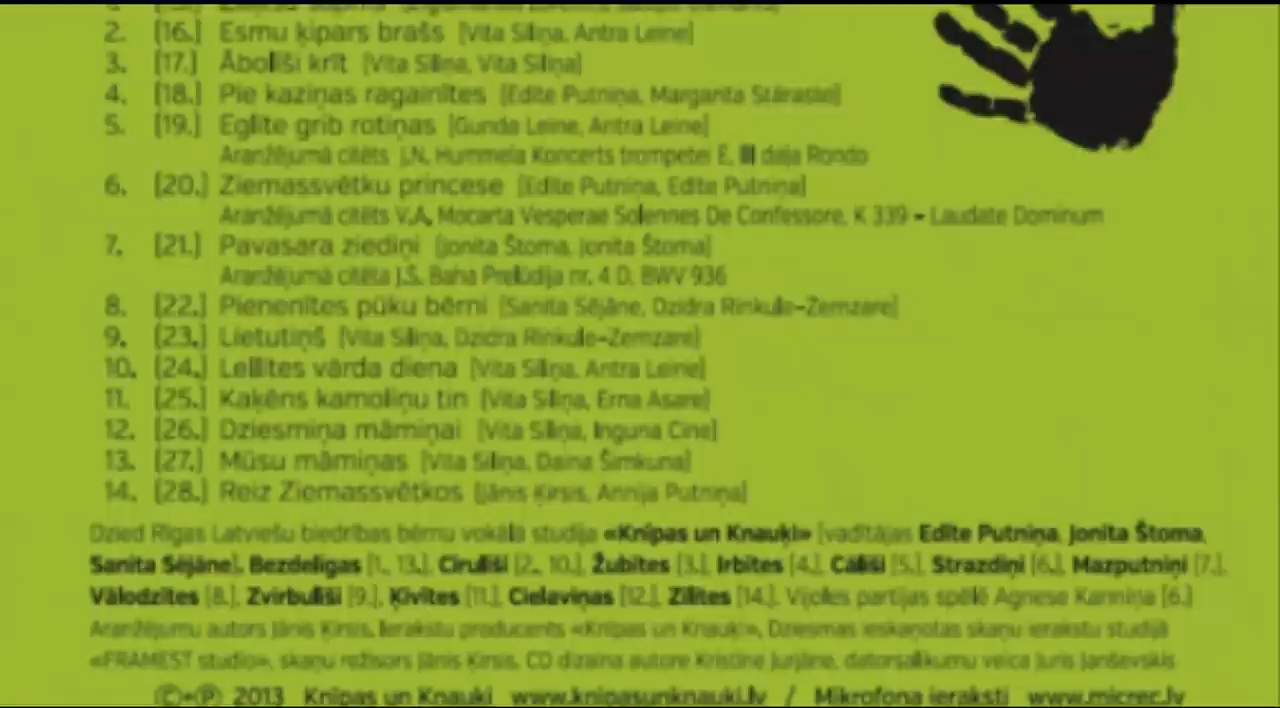 2. [16.] Esmu ķipars brašs [Vita Siliņa, Antra Leine]
3. [17.] Āboliši krīt [Vita Siliņa, Vita Siliņa]
4. [18.] Pie kaziņas ragainītes [Edīte Putniņa, Margarita Stāraste]
5. [19.] Eglīte grib rotiņas [Gunda Leine, Antra Leine]
Aranžējumā citēts J.N. Hummeļa Koncerts trompetei E, III daļa Rondo
6. [20.] Ziemassvētku princese [Edīte Putniņa, Edīte Putniņa]
Aranžējumā citēts V.A. Mocarta Vesperae Solennes De Confessore, K 339 - Laudate Dominum
7. [21.] Pavasara ziediņi [Jonita Štoma, Jonita Štoma]
Aranžējumā citēta J.S. Baha Prelūdija nr. 4 D, BWV 936
8. [22.] Pienenītes pūku bērni [Sanita Sējāne, Dzidra Rinkule-Zemzare]
9. [23.] Lietutiņš [Vita Siliņa, Dzidra Rinkule-Zemzare]
10. [24.] Lellītes vārda diena [Vita Siliņa, Antra Leine]
11. [25.] Kaķēns kamoliņu tin [Vita Siliņa, Erna Asare]
12. [26.] Dziesmiņa māmiņai [Vita Siliņa, Inguna Cine]
13. [27.] Mūsu māmiņas [Vita Siliņa, Daina Šimkuna]
14. [28.] Reiz Ziemassvētkos [Jānis Ķirsis, Annija Putniņa]
Dzied Rīgas Latviešu biedrības bērnu vokālā studija «Knīpas un Knauķi» [vadītājas Edīte Putniņa, Jonita Štoma,
Sanita Sējāne]. Bezdelīgas [1., 13.], Cīrulīši [2., 10.], Žubītes [3.], Irbītes [4.], Cālīši [5.], Strazdiņi [6.], Mazputniņi [7.],
Vālodzītes [8.], Zvirbulīši [9.], Ķīvītes [11.], Cielaviņas [12.], Zīlītes [14.]. Vijoles partijas spēlē Agnese Kanniņa [6.]
Aranžējumu autors Jānis Ķirsis. Ierakstu producents «Knīpas un Knauķi». Dziesmas ieskaņotas skaņu ierakstu studijā
«FRAMEST studio», skaņu režisors Jānis Ķirsis. CD dizaina autore Kristīne Jurjāne, datorsalikumu veica Juris Janševskis
©+℗ 2013 Knīpas un Knauķi www.knipasunknauki.lv / Mikrofona ieraksti www.micrec.lv